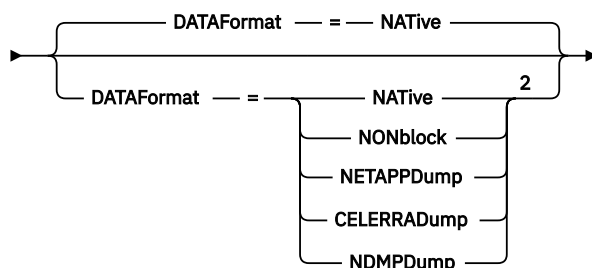 DATAFormat = NATive
DATAFormat = NATive 2
NONblock
NETAPPDump
CELERRADump
NDMPDump